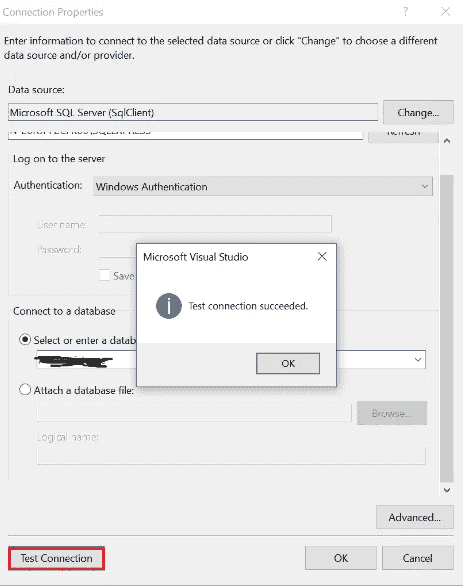 Connection Properties ?
Enter information to connect to the selected data source or click "Change" to choose a different
data source and/or provider.
Data source:
Microsoft SQL Server (SqlClient)
Change...
Refresh
Log on to the server
Authentication:
Windows Authentication
User name:
Password:
Save
Microsoft Visual Studio
Test connection succeeded.
OK
Connect to a database
Select or enter a datab
Attach a database file:
Browse...
Logical name:
Advanced...
Test Connection
OK
Cancel